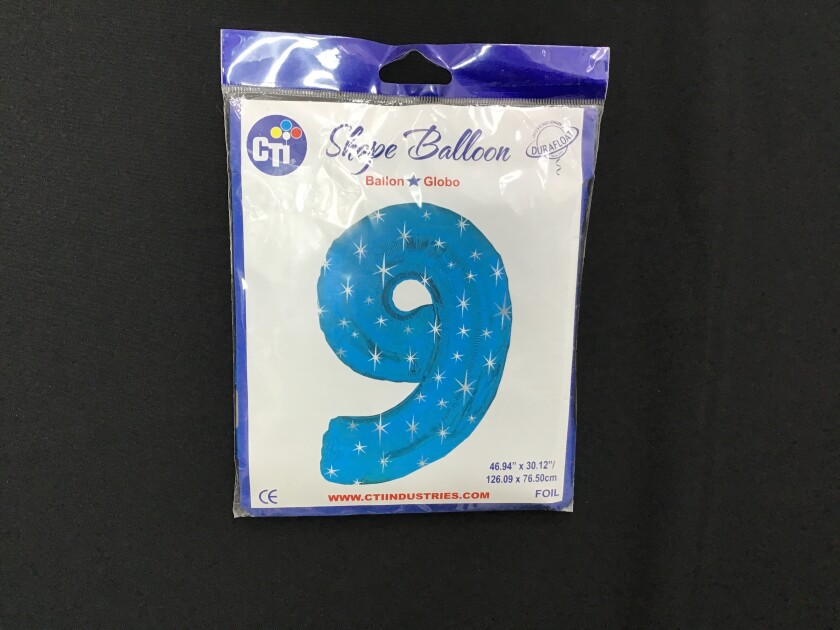 CTI
Shape Balloon
DURAFLOAT
Ballon ★ Globo
9
46.94" x 30.12"/
126.09 x 76.50cm
CE
WWW.CTIINDUSTRIES.COM
FOIL